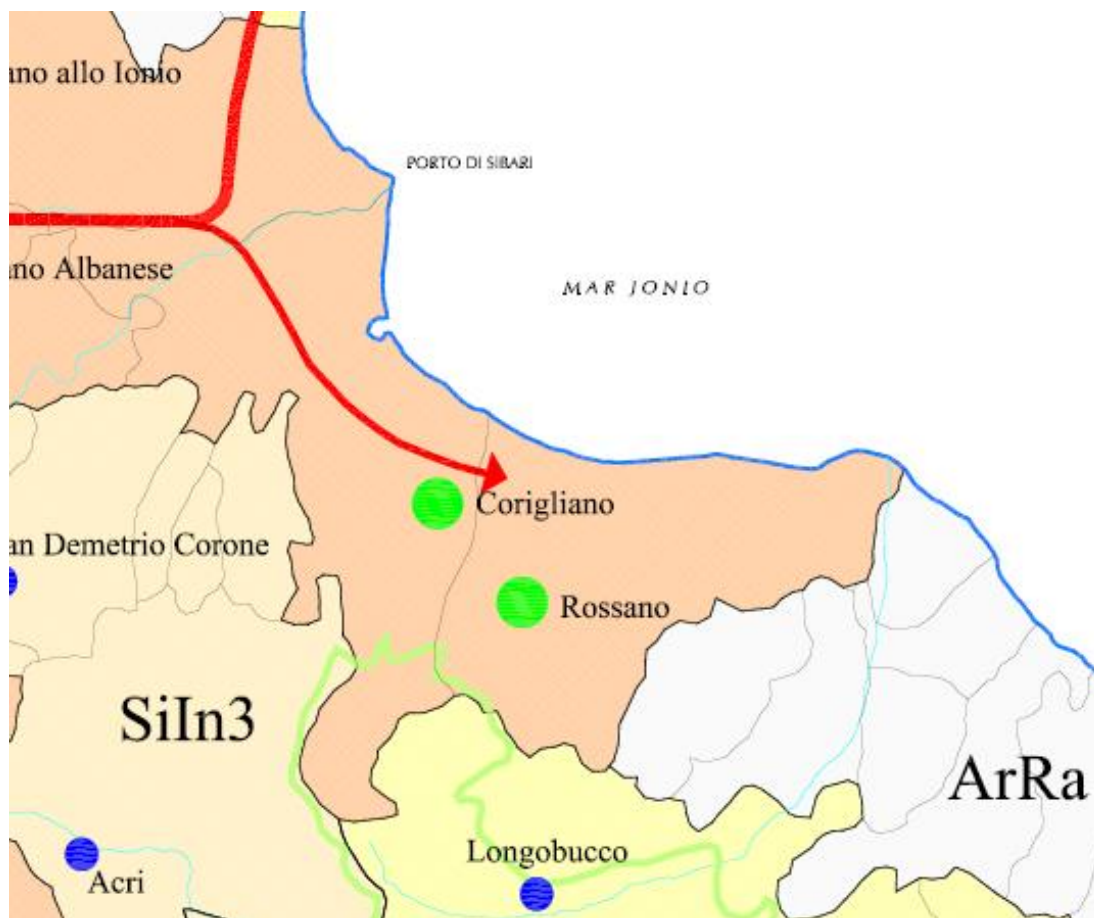 ano allo Ionio
PORTO DI SIBARI
ano Albanese
MAR JONIO
Corigliano
an Demetrio Corone
Rossano
SiIn3
ArRa
Longobucco
Acri